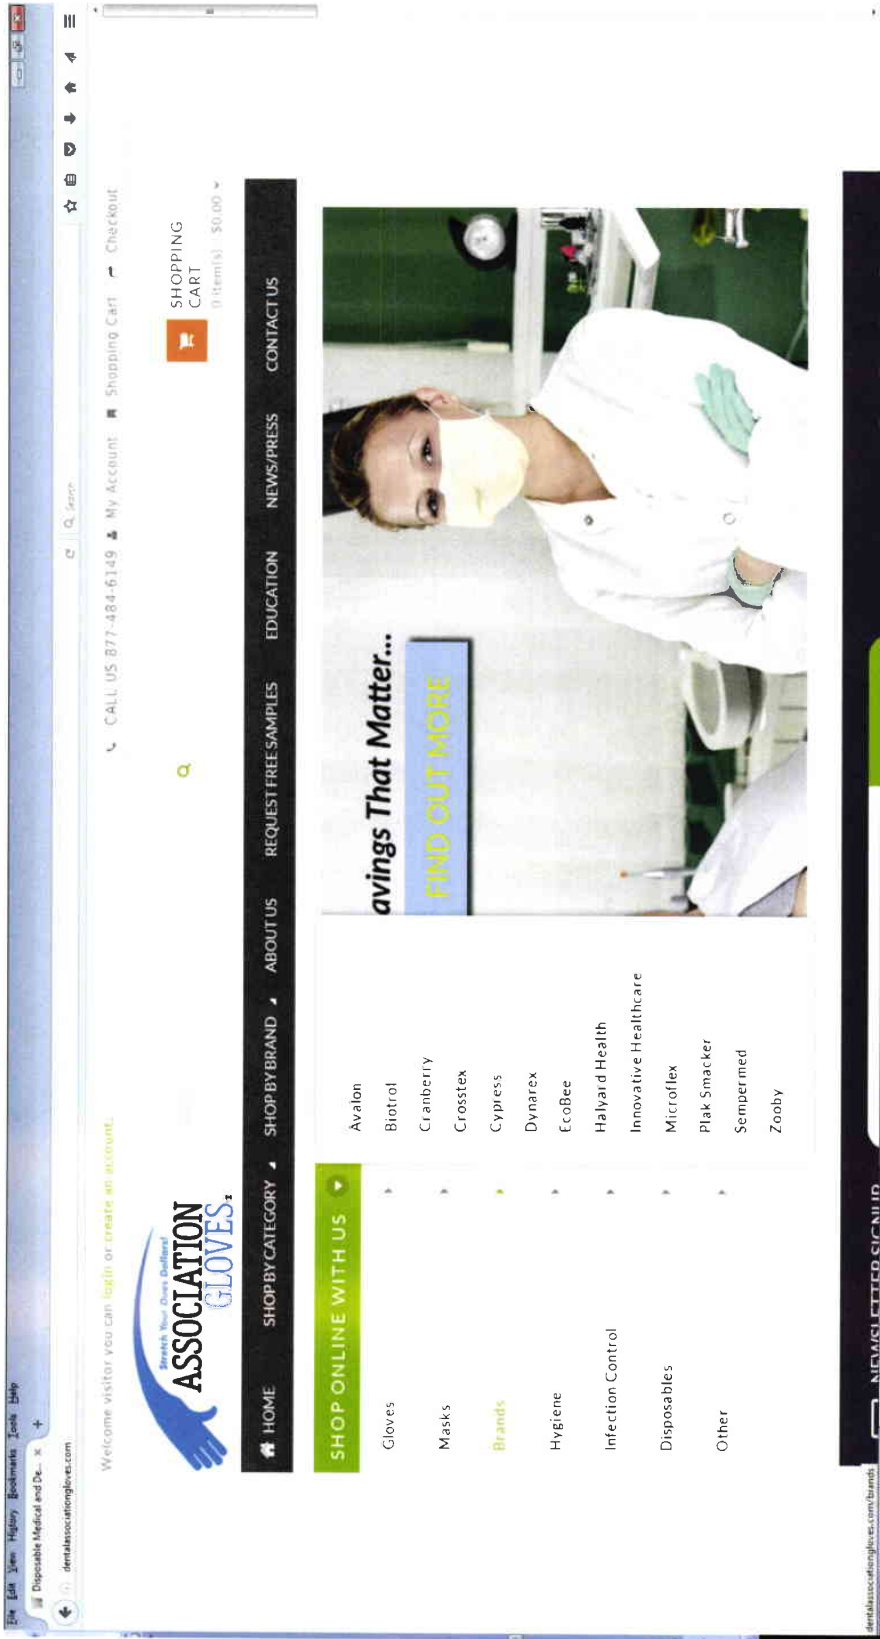 File Edit View History Bookmarks Tools Help
Disposable Medical and De... × +
dentalassociationgloves.com
Search
Welcome visitor you can login or create an account.
CALL US 877-484-6149 My Account Shopping Cart Checkout
Stretch Your Dues Dollars!
ASSOCIATION
GLOVES
SHOPPING
CART
0 item(s) $0.00
HOME SHOP BY CATEGORY SHOP BY BRAND ABOUT US REQUEST FREE SAMPLES EDUCATION NEWS/PRESS CONTACT US
SHOP ONLINE WITH US
Gloves
Masks
Brands
Hygiene
Infection Control
Disposables
Other
Avalon
Biotrol
Cranberry
Crosstex
Cypress
Dynarex
EcoBee
Halyard Health
Innovative Healthcare
Microflex
Plak Smacker
Sempermed
Zooby
avings That Matter...
FIND OUT MORE
NEWSLETTER SIGNUP
dentalassociationgloves.com/brands